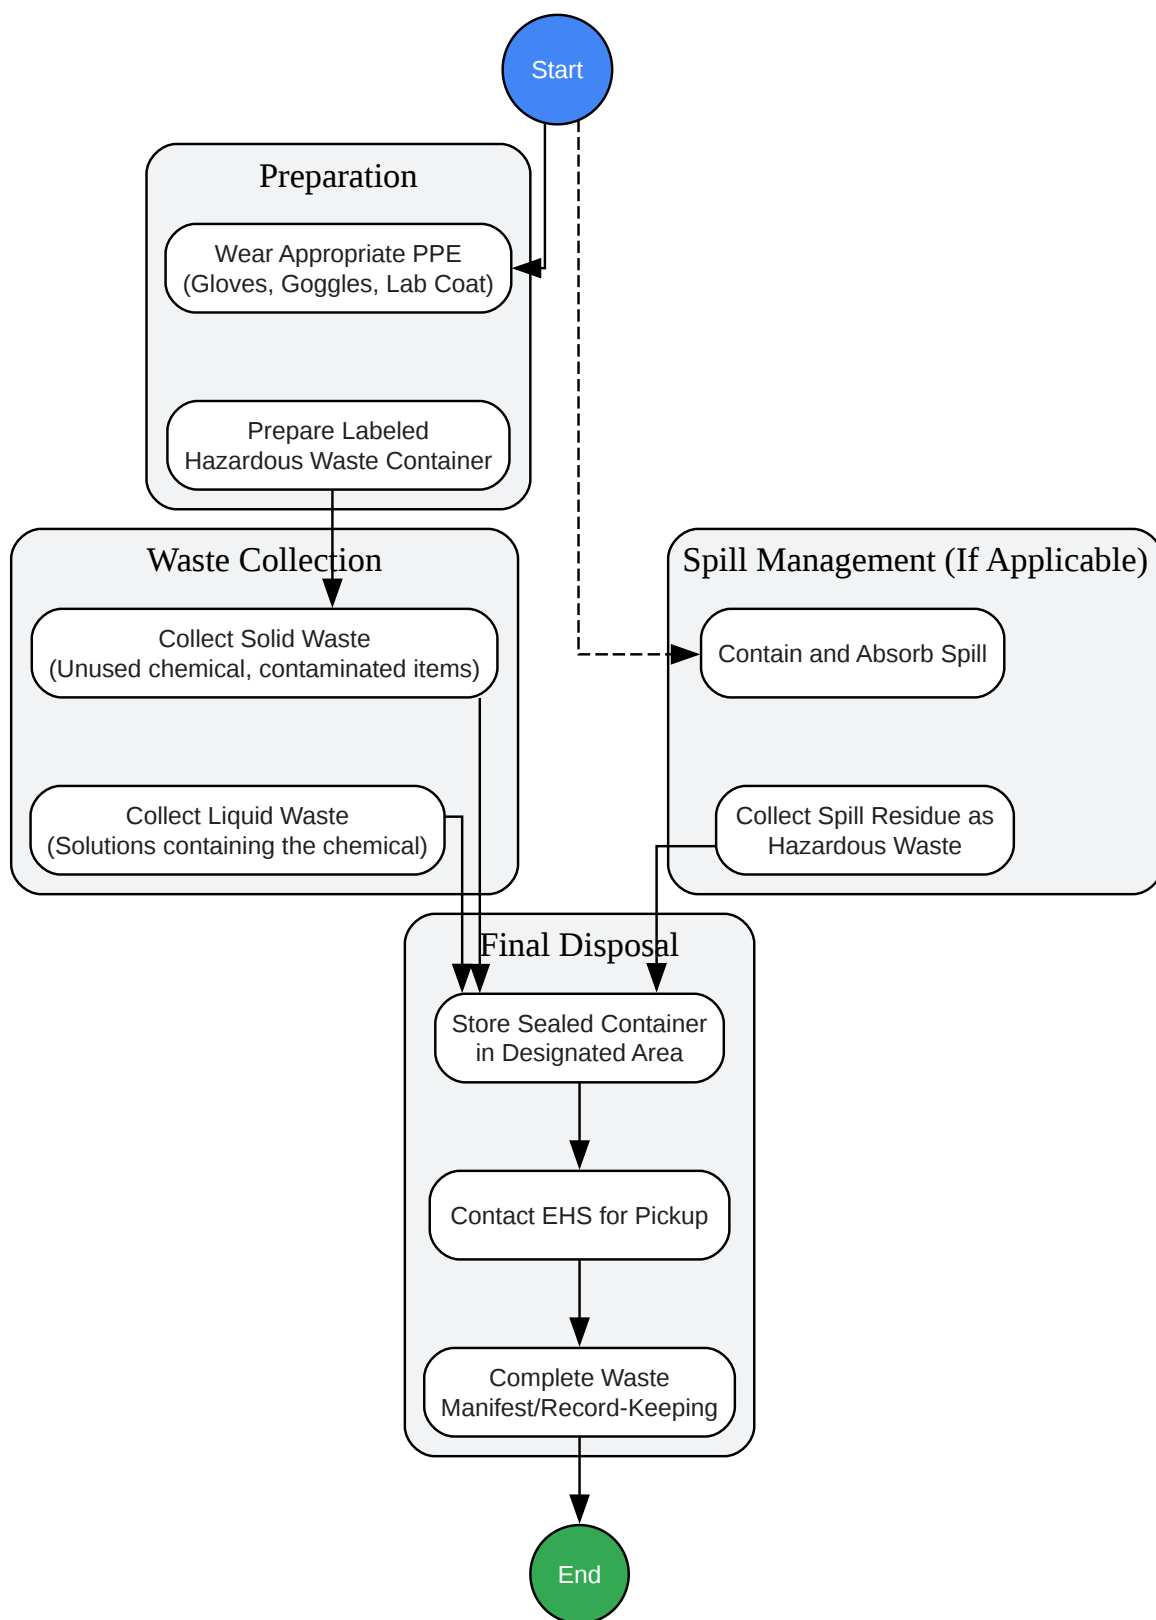 Start
Preparation
Wear Appropriate PPE
(Gloves, Goggles, Lab Coat)
Prepare Labeled
Hazardous Waste Container
Waste Collection
Collect Solid Waste
(Unused chemical, contaminated items)
Collect Liquid Waste
(Solutions containing the chemical)
Spill Management (If Applicable)
Contain and Absorb Spill
Collect Spill Residue as
Hazardous Waste
Final Disposal
Store Sealed Container
in Designated Area
Contact EHS for Pickup
Complete Waste
Manifest/Record-Keeping
End